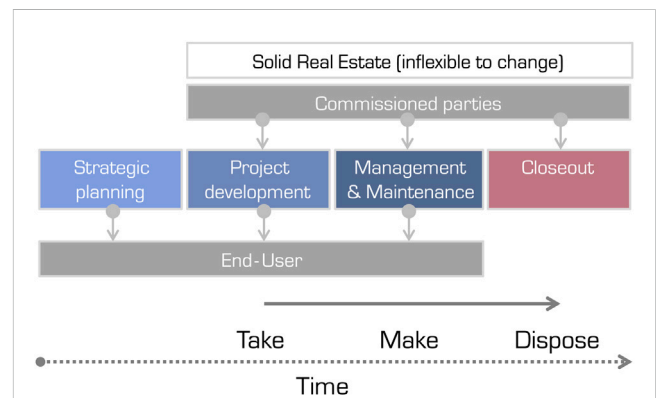 Solid Real Estate (inflexible to change)
Commissioned parties
Strategic
planning
Project
development
Management
& Maintenance
Closeout
End-User
Take
Make
Dispose
Time